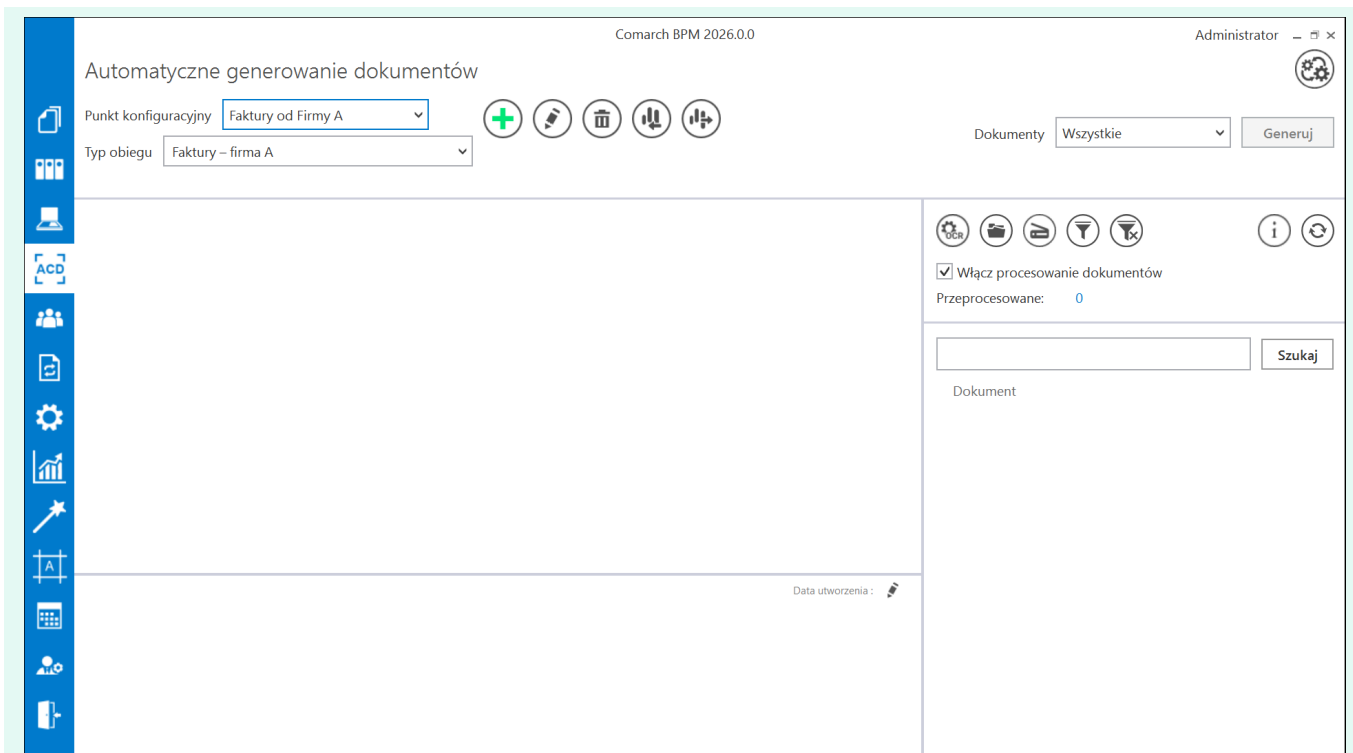 Comarch BPM 2026.0.0
Administrator
Automatyczne generowanie dokumentów
Punkt konfiguracyjny Faktury od Firmy A
Typ obiegu Faktury – firma A
Dokumenty Wszystkie Generuj
ACD
OCR
i
Włącz procesowanie dokumentów
Przeprocesowane: 0
Szukaj
Dokument
A
Data utworzenia :